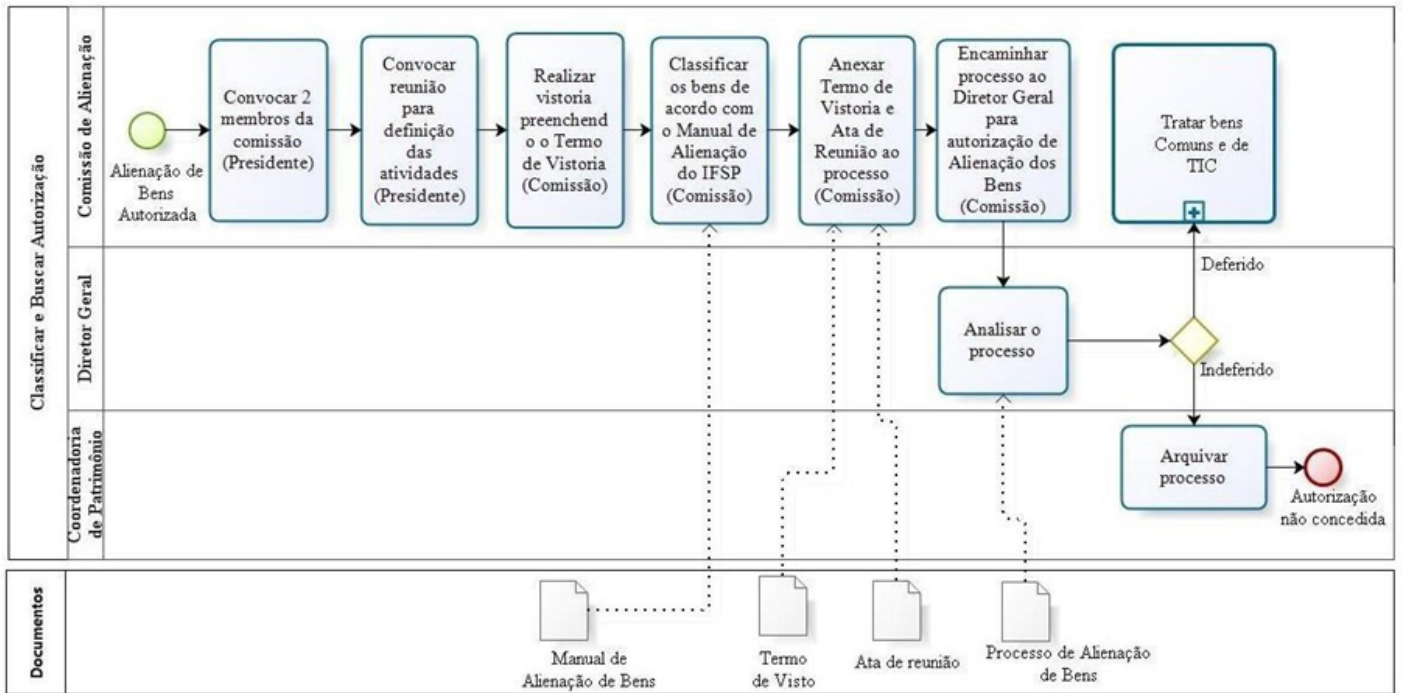 Classificar e Buscar Autorização
Comissão de Alienação
Alienação de
Bens
Autorizada
Convocar 2
membros da
comissão
(Presidente)
Convocar
reunião
para
definição
das
atividades
(Presidente)
Realizar
vistoria
preenchend
o o Termo
de Vistoria
(Comissão)
Classificar
os bens de
acordo com
o Manual de
Alienação
do IFSP
(Comissão)
Anexar
Termo de
Vistoria e
Ata de
Reunião ao
processo
(Comissão)
Encaminhar
processo ao
Diretor Geral
para
autorização de
Alienação dos
Bens
(Comissão)
Tratar bens
Comuns e de
TIC
Deferido
Diretor Geral
Analisar o
processo
Indeferido
Coordenadoria
de Patrimônio
Arquivar
processo
Autorização
não concedida
Documentos
Manual de
Alienação de Bens
Termo
de Visto
Ata de reunião
Processo de Alienação
de Bens